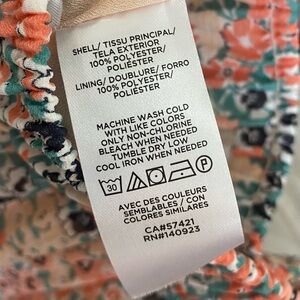 SHELL/ TISSU PRINCIPAL/
TELA EXTERIOR
100% POLYESTER/
POLIÉSTER
LINING/ DOUBLURE/ FORRO
100% POLYESTER/
POLIÉSTER
MACHINE WASH COLD
WITH LIKE COLORS
ONLY NON-CHLORINE
BLEACH WHEN NEEDED
TUMBLE DRY LOW
COOL IRON WHEN NEEDED
30 P
AVEC DES COULEURS
SEMBLABLES / CON
COLORES SIMILARES
CA#57421
RN#140923